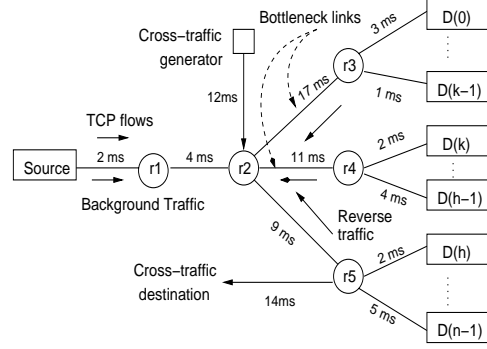 Bottleneck links
Cross−traffic
generator
3 ms
D(0)
r3
17 ms
1 ms
D(k−1)
12ms
TCP flows
2 ms
D(k)
Source
2 ms
r1
4 ms
r2
11 ms
r4
4 ms
D(h−1)
Background Traffic
Reverse
traffic
9 ms
2 ms
D(h)
Cross−traffic
destination
r5
14ms
5 ms
D(n−1)